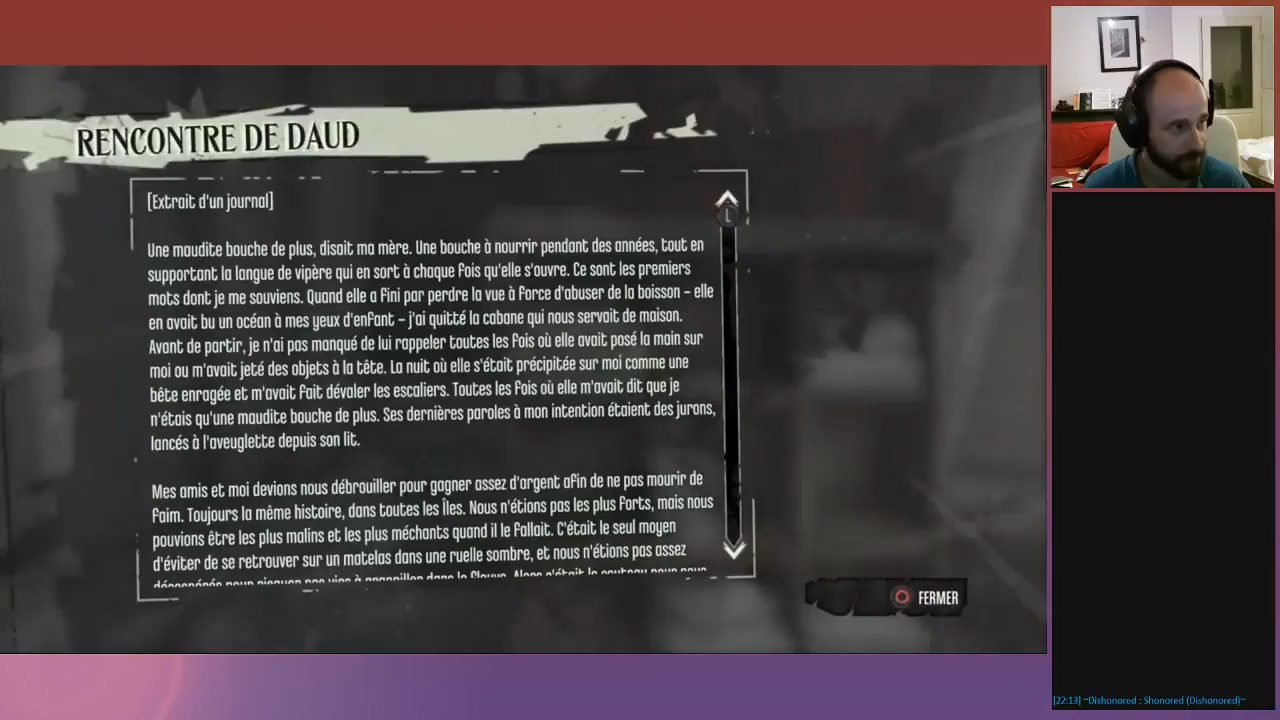 RENCONTRE DE DAUD
[Extrait d'un journal]
Une maudite bouche de plus, disait ma mère. Une bouche à nourrir pendant des années, tout en
supportant la langue de vipère qui en sort à chaque fois qu'elle s'ouvre. Ce sont les premiers
mots dont je me souviens. Quand elle a fini par perdre la vue à force d'abuser de la boisson – elle
en avait bu un océan à mes yeux d'enfant – j'ai quitté la cabane qui nous servait de maison.
Avant de partir, je n'ai pas manqué de lui rappeler toutes les fois où elle avait posé la main sur
moi ou m'avait jeté des objets à la tête. La nuit où elle s'était précipitée sur moi comme une
bête enragée et m'avait fait dévaler les escaliers. Toutes les fois où elle m'avait dit que je
n'étais qu'une maudite bouche de plus. Ses dernières paroles à mon intention étaient des jurons,
lancés à l'aveuglette depuis son lit.
Mes amis et moi devions nous débrouiller pour gagner assez d'argent afin de ne pas mourir de
faim. Toujours la même histoire, dans toutes les Îles. Nous n'étions pas les plus forts, mais nous
pouvions être les plus malins et les plus méchants quand il le fallait. C'était le seul moyen
d'éviter de se retrouver sur un matelas dans une ruelle sombre, et nous n'étions pas assez
L
FERMER
[22:13] ~Dishonored : Shonored (Dishonored)~